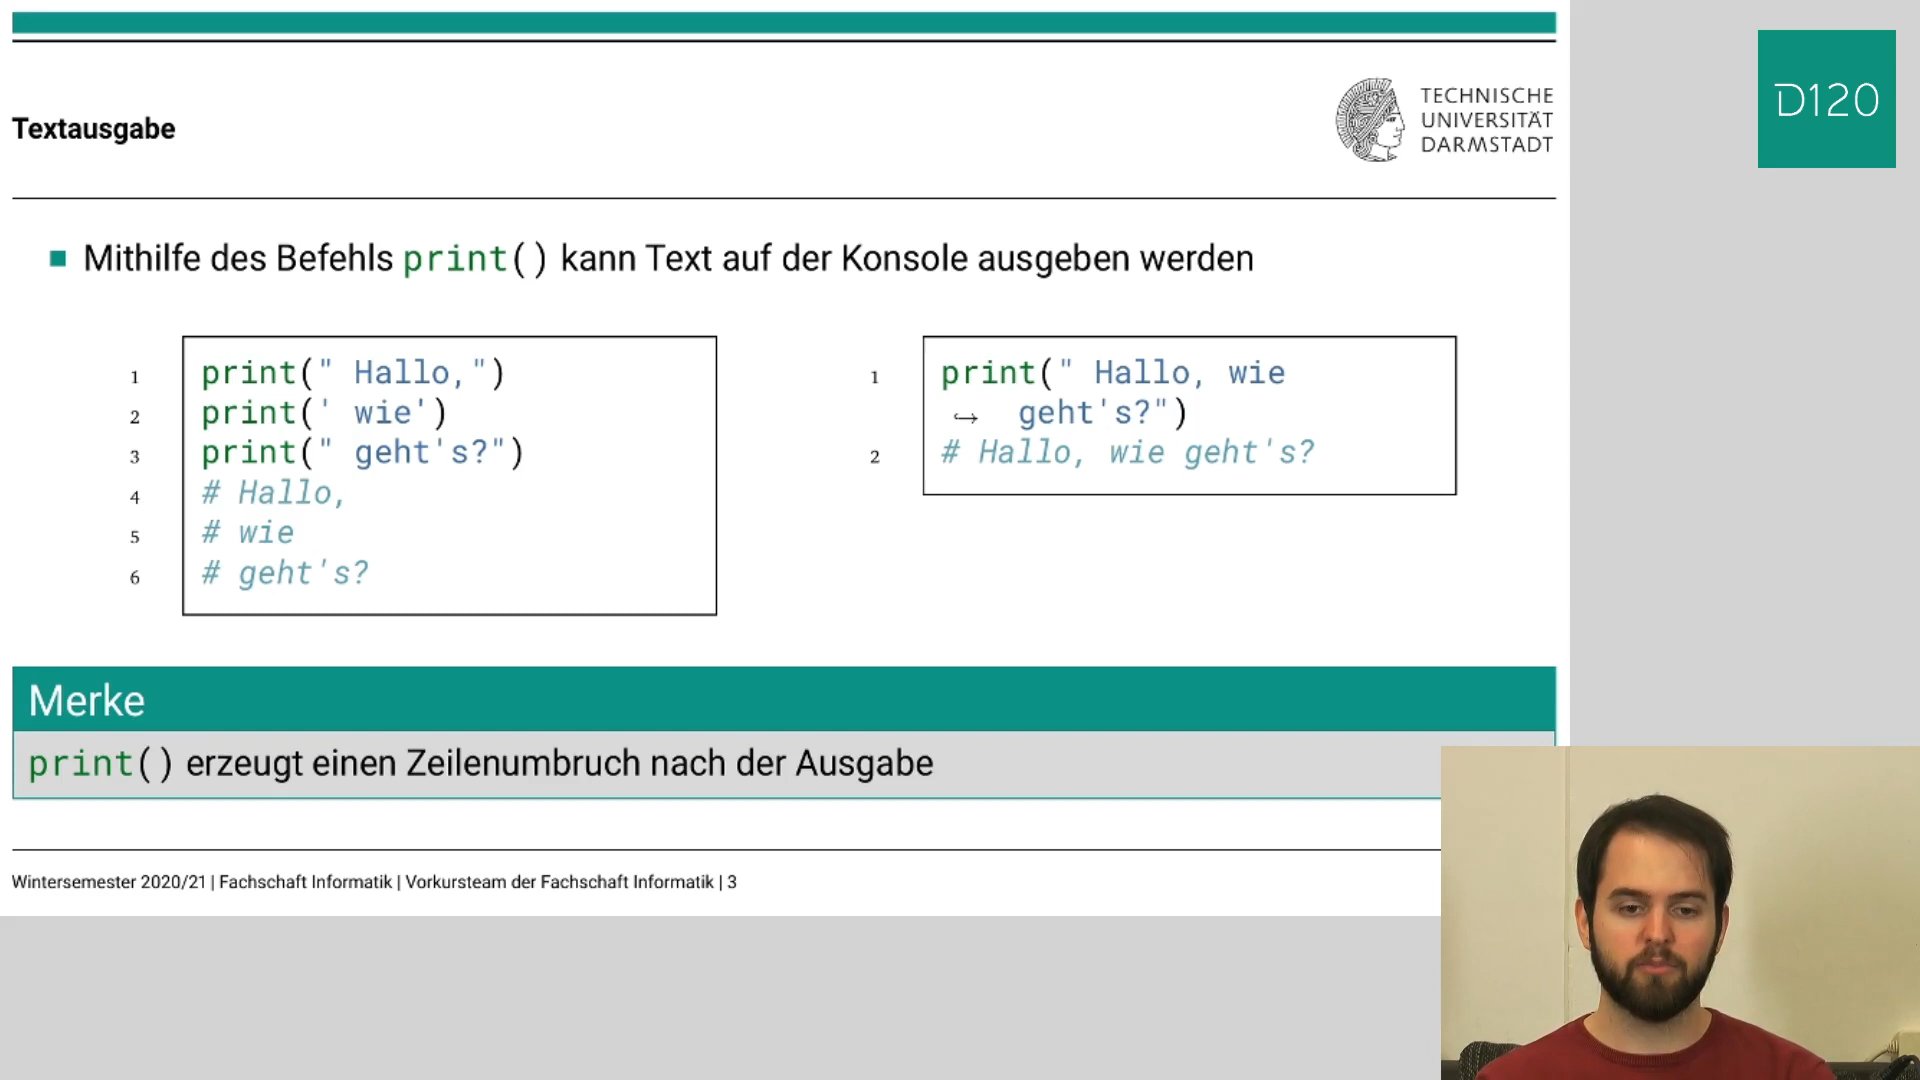 Textausgabe
TECHNISCHE
UNIVERSITÄT
DARMSTADT
D120
Mithilfe des Befehls print() kann Text auf der Konsole ausgeben werden
1 print(" Hallo,")
2 print(' wie')
3 print(" geht's?")
4 # Hallo,
5 # wie
6 # geht's?
1 print(" Hallo, wie
↪ geht's?")
2 # Hallo, wie geht's?
Merke
print() erzeugt einen Zeilenumbruch nach der Ausgabe
Wintersemester 2020/21 | Fachschaft Informatik | Vorkursteam der Fachschaft Informatik | 3